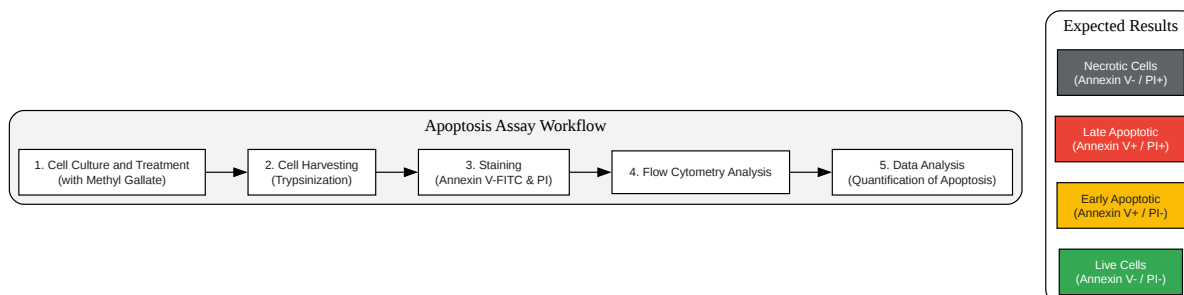 Apoptosis Assay Workflow
1. Cell Culture and Treatment
(with Methyl Gallate)
2. Cell Harvesting
(Trypsinization)
3. Staining
(Annexin V-FITC & PI)
4. Flow Cytometry Analysis
5. Data Analysis
(Quantification of Apoptosis)
Expected Results
Necrotic Cells
(Annexin V- / PI+)
Late Apoptotic
(Annexin V+ / PI+)
Early Apoptotic
(Annexin V+ / PI-)
Live Cells
(Annexin V- / PI-)